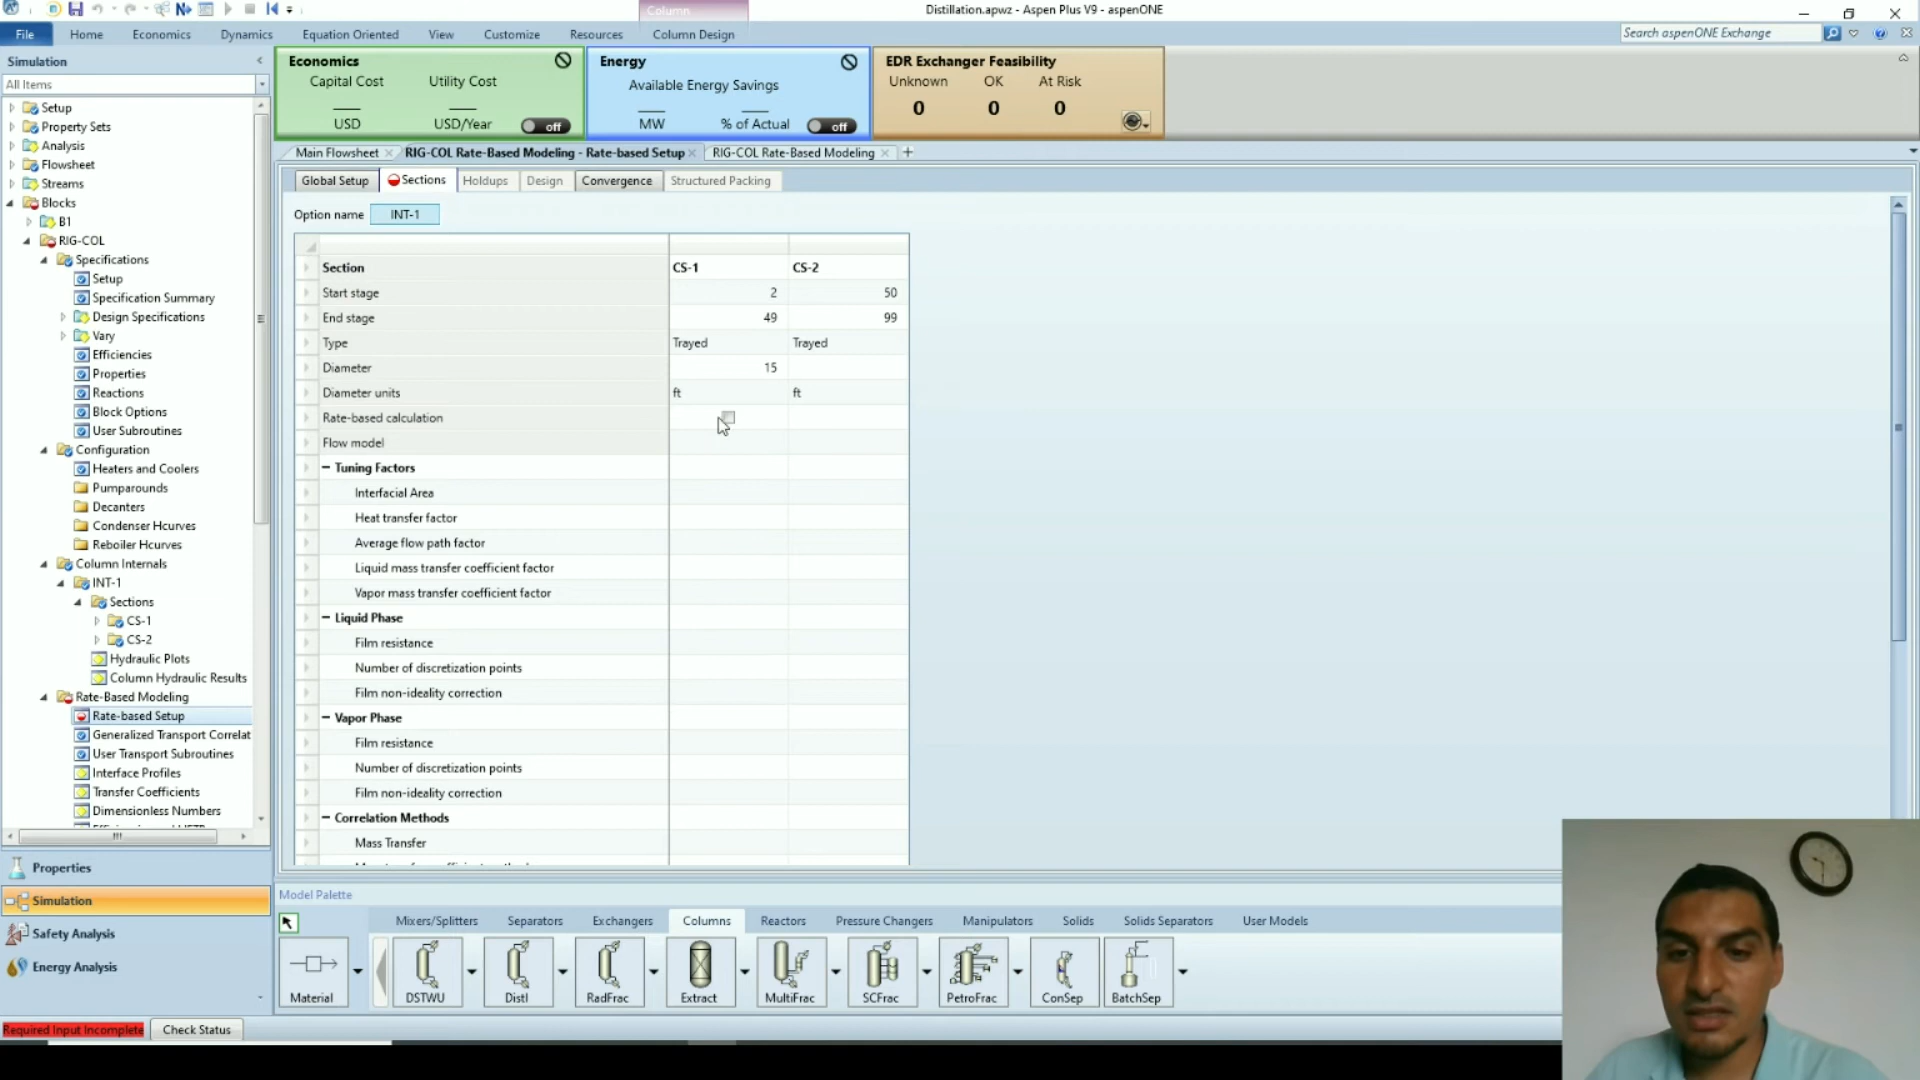 Column
Distillation.apwz - Aspen Plus V9 - aspenONE
File Home Economics Dynamics Equation Oriented View Customize Resources Column Design
Search aspenONE Exchange
Simulation
All Items
Setup
Property Sets
Analysis
Flowsheet
Streams
Blocks
B1
RIG-COL
Specifications
Setup
Specification Summary
Design Specifications
Vary
Efficiencies
Properties
Reactions
Block Options
User Subroutines
Configuration
Heaters and Coolers
Pumparounds
Decanters
Condenser Hcurves
Reboiler Hcurves
Column Internals
INT-1
Sections
CS-1
CS-2
Hydraulic Plots
Column Hydraulic Results
Rate-Based Modeling
Rate-based Setup
Generalized Transport Correlat
User Transport Subroutines
Interface Profiles
Transfer Coefficients
Dimensionless Numbers
Properties
Simulation
Safety Analysis
Energy Analysis
Economics
Capital Cost Utility Cost
USD USD/Year off
Energy
Available Energy Savings
MW % of Actual off
EDR Exchanger Feasibility
Unknown OK At Risk
0 0 0
Main Flowsheet RIG-COL Rate-Based Modeling - Rate-based Setup RIG-COL Rate-Based Modeling +
Global Setup Sections Holdups Design Convergence Structured Packing
Option name INT-1
Section CS-1 CS-2
Start stage 2 50
End stage 49 99
Type Trayed Trayed
Diameter 15
Diameter units ft ft
Rate-based calculation
Flow model
Tuning Factors
Interfacial Area
Heat transfer factor
Average flow path factor
Liquid mass transfer coefficient factor
Vapor mass transfer coefficient factor
Liquid Phase
Film resistance
Number of discretization points
Film non-ideality correction
Vapor Phase
Film resistance
Number of discretization points
Film non-ideality correction
Correlation Methods
Mass Transfer
Model Palette
Mixers/Splitters Separators Exchangers Columns Reactors Pressure Changers Manipulators Solids Solids Separators User Models
Material DSTWU Distl RadFrac Extract MultiFrac SCFrac PetroFrac ConSep BatchSep
Required Input Incomplete Check Status